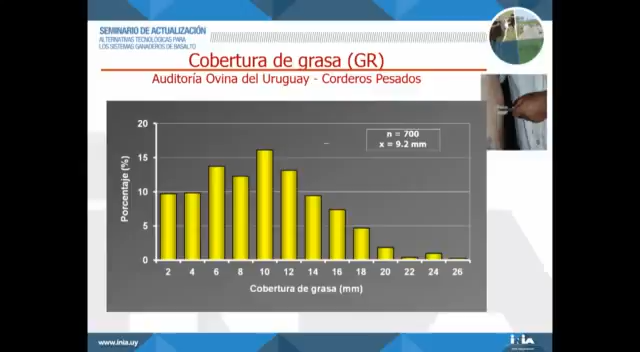 SEMINARIO DE ACTUALIZACIÓN
ALTERNATIVAS TECNOLÓGICAS PARA
LOS SISTEMAS GANADEROS DE BASALTO
Cobertura de grasa (GR)
Auditoría Ovina del Uruguay - Corderos Pesados
n = 700
x = 9.2 mm
Porcentaje (%)
20
15
10
5
0
2 4 6 8 10 12 14 16 18 20 22 24 26
Cobertura de grasa (mm)
www.inia.uy
inia